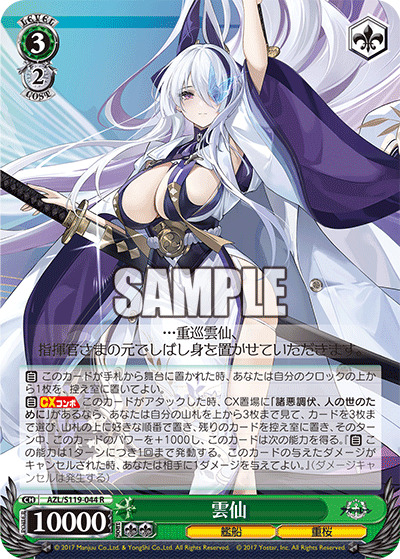 LEVEL
3
2
COST
SAMPLE
…重巡雲仙、
指揮官さまの元でしばし身を置かせていただきます。
自 このカードが手札から舞台に置かれた時、あなたは自分のクロックの上
から1枚を、控え室に置いてよい。
自 CXコンボ このカードがアタックした時、CX置場に「諸悪調伏、人の世のた
めに」があるなら、あなたは自分の山札を上から3枚まで見て、カードを3枚ま
で選び、山札の上に好きな順番で置き、残りのカードを控え室に置き、そのター
ン中、このカードのパワーを+1000し、このカードは次の能力を得る。『自 こ
の能力は1ターンにつき1回まで発動する。このカードの与えたダメージが
キャンセルされた時、あなたは相手に1ダメージを与えてよい。』（ダメージキャ
ンセルは発生する）
CH
AZL/S119-044 R
雲仙
POWER
10000
艦船
重桜
© 2017 Manjuu Co.,Ltd. & YongShi Co.,Ltd. All Rights Reserved.
© 2017 Yostar, Inc. All Rights Reserved.